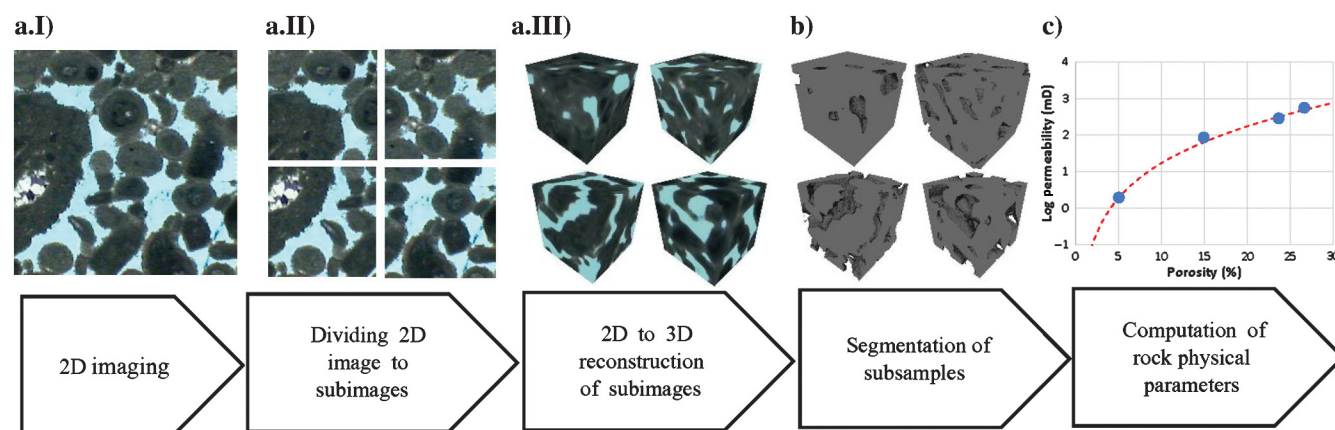 a.I)
a.II)
a.III)
b)
c)
4
3
2
1
0
−1
Log permeability (mD)
0 5 10 15 20 25 30
Porosity (%)
2D imaging
Dividing 2D
image to
subimages
2D to 3D
reconstruction
of subimages
Segmentation of
subsamples
Computation of
rock physical
parameters